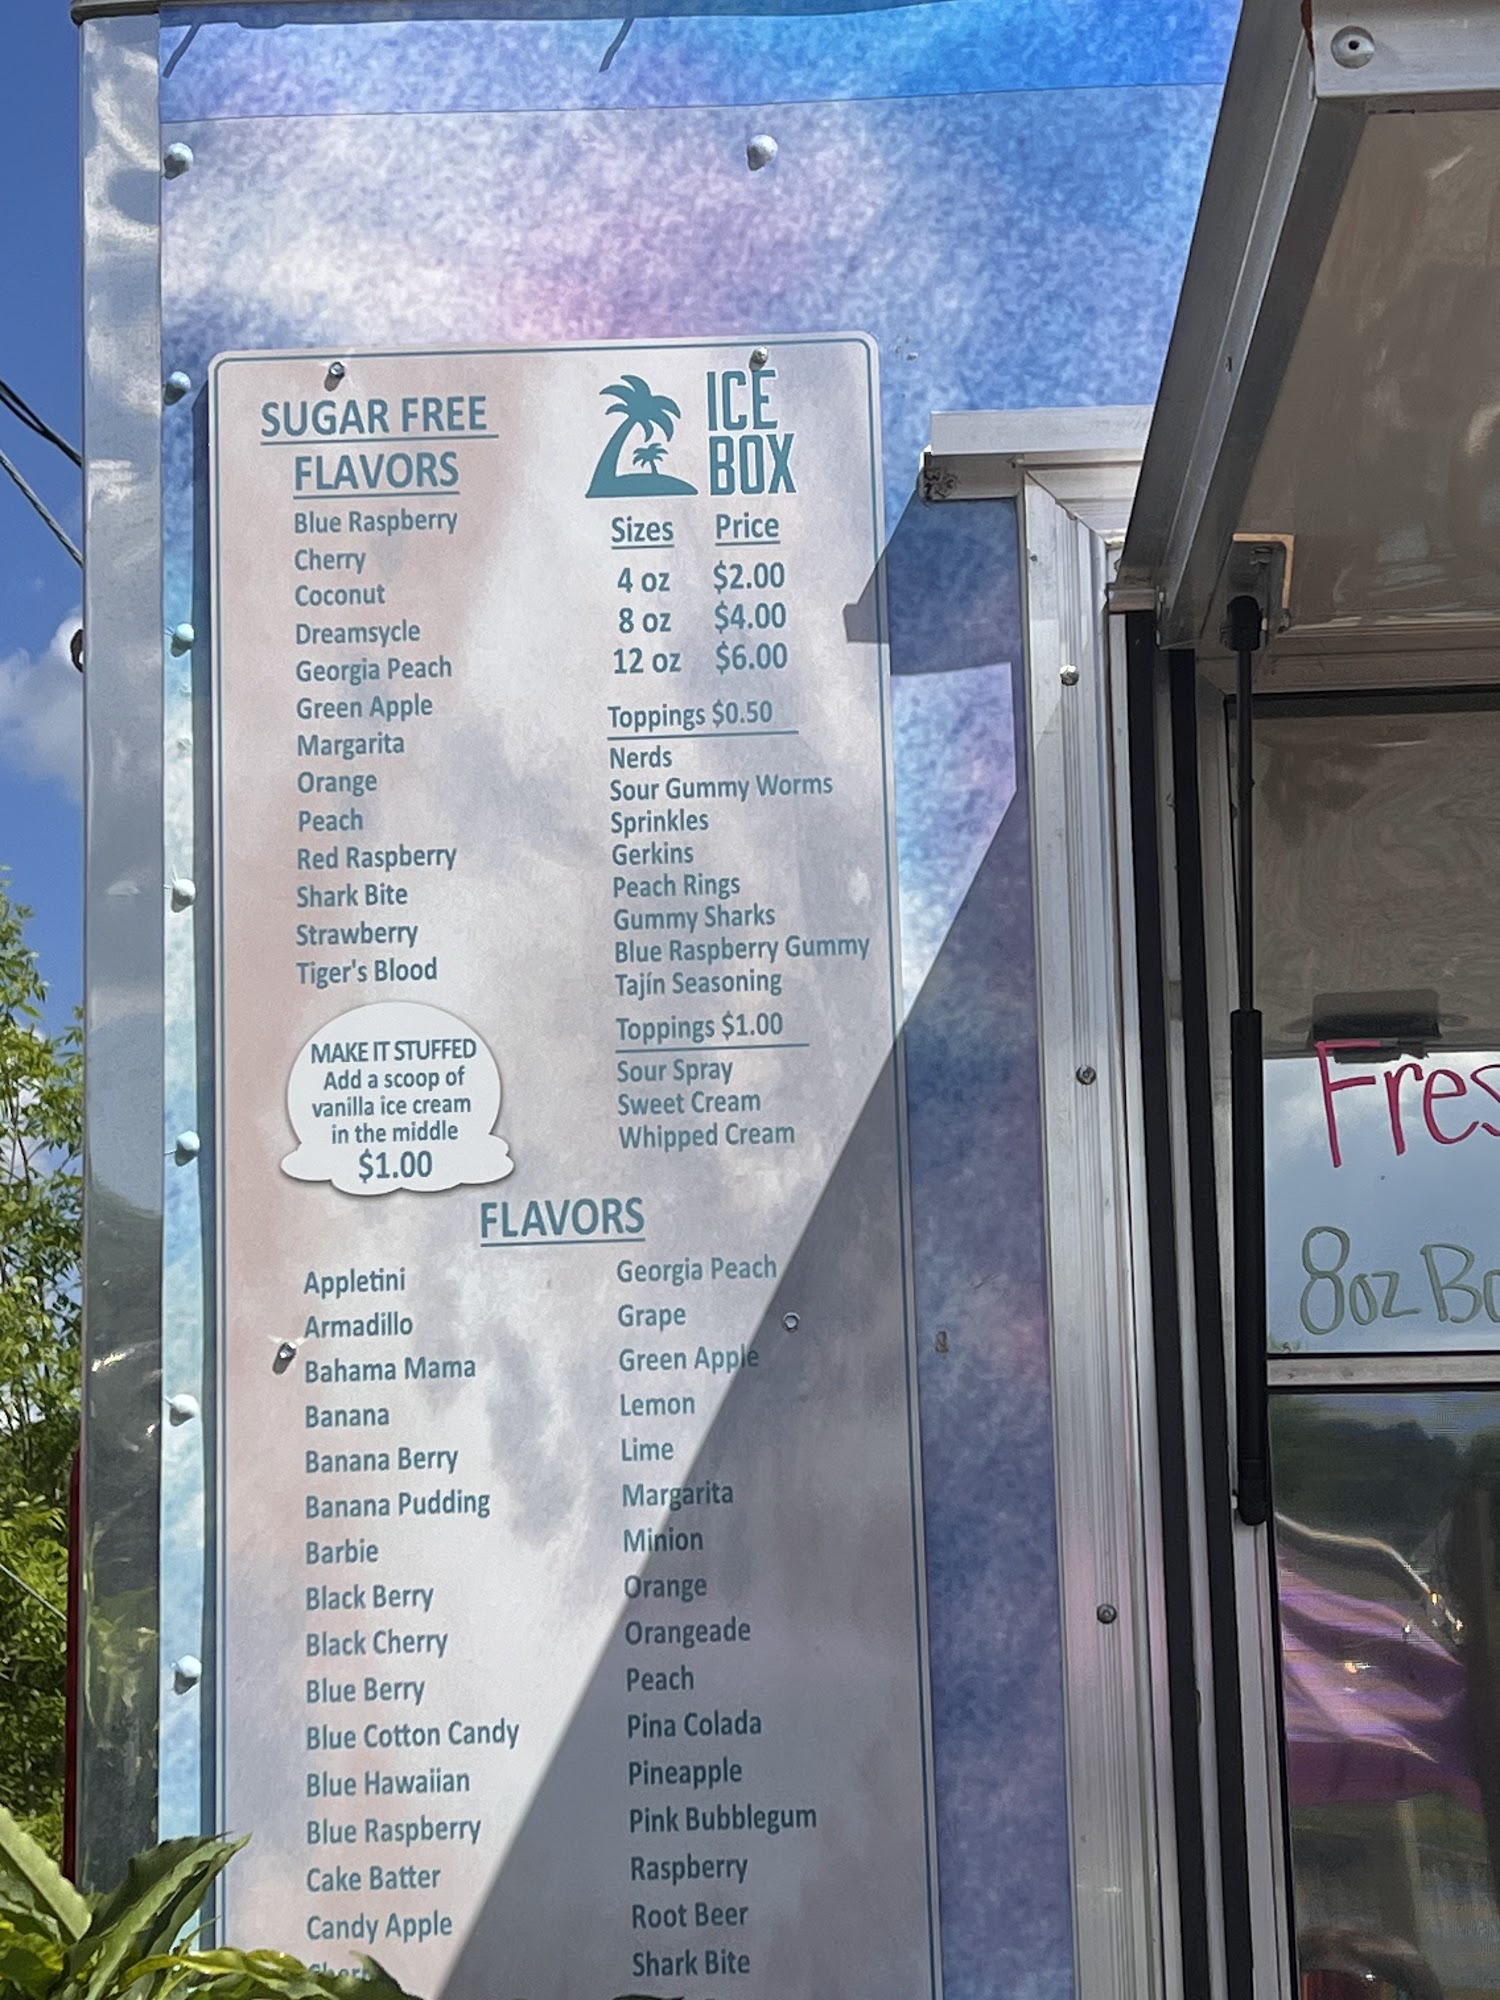 SUGAR FREE
FLAVORS
Blue Raspberry
Cherry
Coconut
Dreamsycle
Georgia Peach
Green Apple
Margarita
Orange
Peach
Red Raspberry
Shark Bite
Strawberry
Tiger's Blood
MAKE IT STUFFED
Add a scoop of
vanilla ice cream
in the middle
$1.00
ICE
BOX
Sizes Price
4 oz $2.00
8 oz $4.00
12 oz $6.00
Toppings $0.50
Nerds
Sour Gummy Worms
Sprinkles
Gerkins
Peach Rings
Gummy Sharks
Blue Raspberry Gummy
Tajín Seasoning
Toppings $1.00
Sour Spray
Sweet Cream
Whipped Cream
FLAVORS
Appletini
Armadillo
Bahama Mama
Banana
Banana Berry
Banana Pudding
Barbie
Black Berry
Black Cherry
Blue Berry
Blue Cotton Candy
Blue Hawaiian
Blue Raspberry
Cake Batter
Candy Apple
Georgia Peach
Grape
Green Apple
Lemon
Lime
Margarita
Minion
Orange
Orangeade
Peach
Pina Colada
Pineapple
Pink Bubblegum
Raspberry
Root Beer
Shark Bite
Fres
8oz Bo